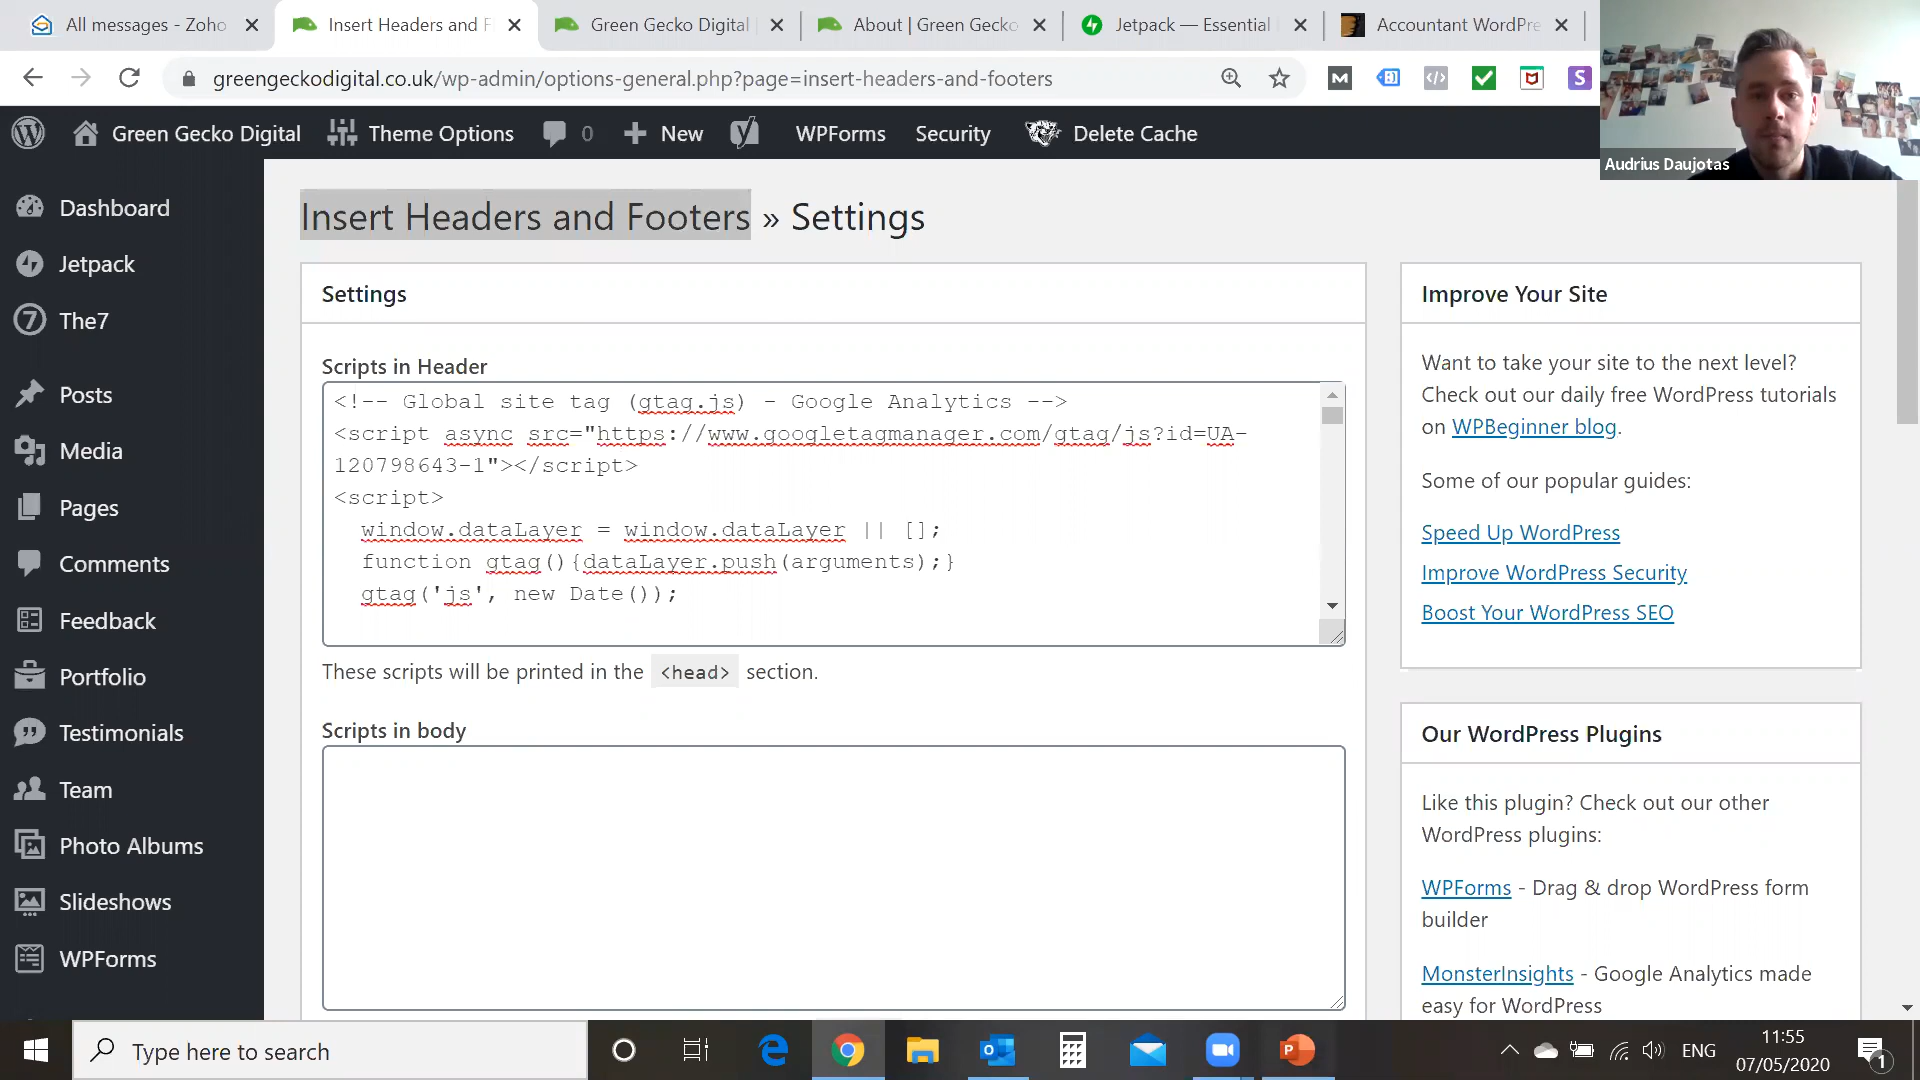 All messages - Zoho
Insert Headers and F
Green Gecko Digital
About | Green Gecko
Jetpack — Essential
Accountant WordPre
greengeckodigital.co.uk/wp-admin/options-general.php?page=insert-headers-and-footers
Audrius Daujotas
Green Gecko Digital
Theme Options
0
New
WPForms
Security
Delete Cache
Dashboard
Jetpack
The7
Posts
Media
Pages
Comments
Feedback
Portfolio
Testimonials
Team
Photo Albums
Slideshows
WPForms
Insert Headers and Footers » Settings
Settings
Scripts in Header
<!-- Global site tag (gtag.js) - Google Analytics -->
<script async src="https://www.googletagmanager.com/gtag/js?id=UA-
120798643-1"></script>
<script>
window.dataLayer = window.dataLayer || [];
function gtag(){dataLayer.push(arguments);}
gtag('js', new Date());
These scripts will be printed in the <head> section.
Scripts in body
Improve Your Site
Want to take your site to the next level?
Check out our daily free WordPress tutorials
on WPBeginner blog.
Some of our popular guides:
Speed Up WordPress
Improve WordPress Security
Boost Your WordPress SEO
Our WordPress Plugins
Like this plugin? Check out our other
WordPress plugins:
WPForms - Drag & drop WordPress form
builder
MonsterInsights - Google Analytics made
easy for WordPress
Type here to search
ENG
11:55
07/05/2020
1